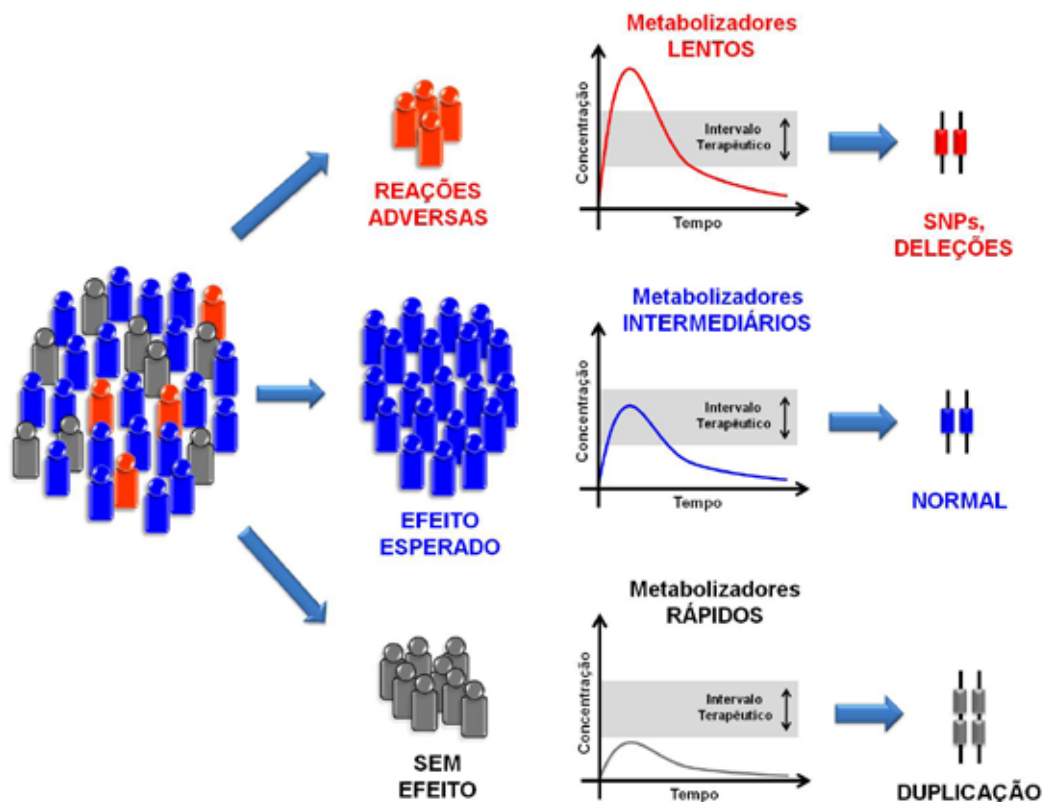 Metabolizadores
LENTOS
Concentração
Intervalo
Terapêutico
Tempo
REAÇÕES
ADVERSAS
SNPs,
DELEÇÕES
Metabolizadores
INTERMEDIÁRIOS
Concentração
Intervalo
Terapêutico
Tempo
EFEITO
ESPERADO
NORMAL
Metabolizadores
RÁPIDOS
Concentração
Intervalo
Terapêutico
Tempo
SEM
EFEITO
DUPLICAÇÃO